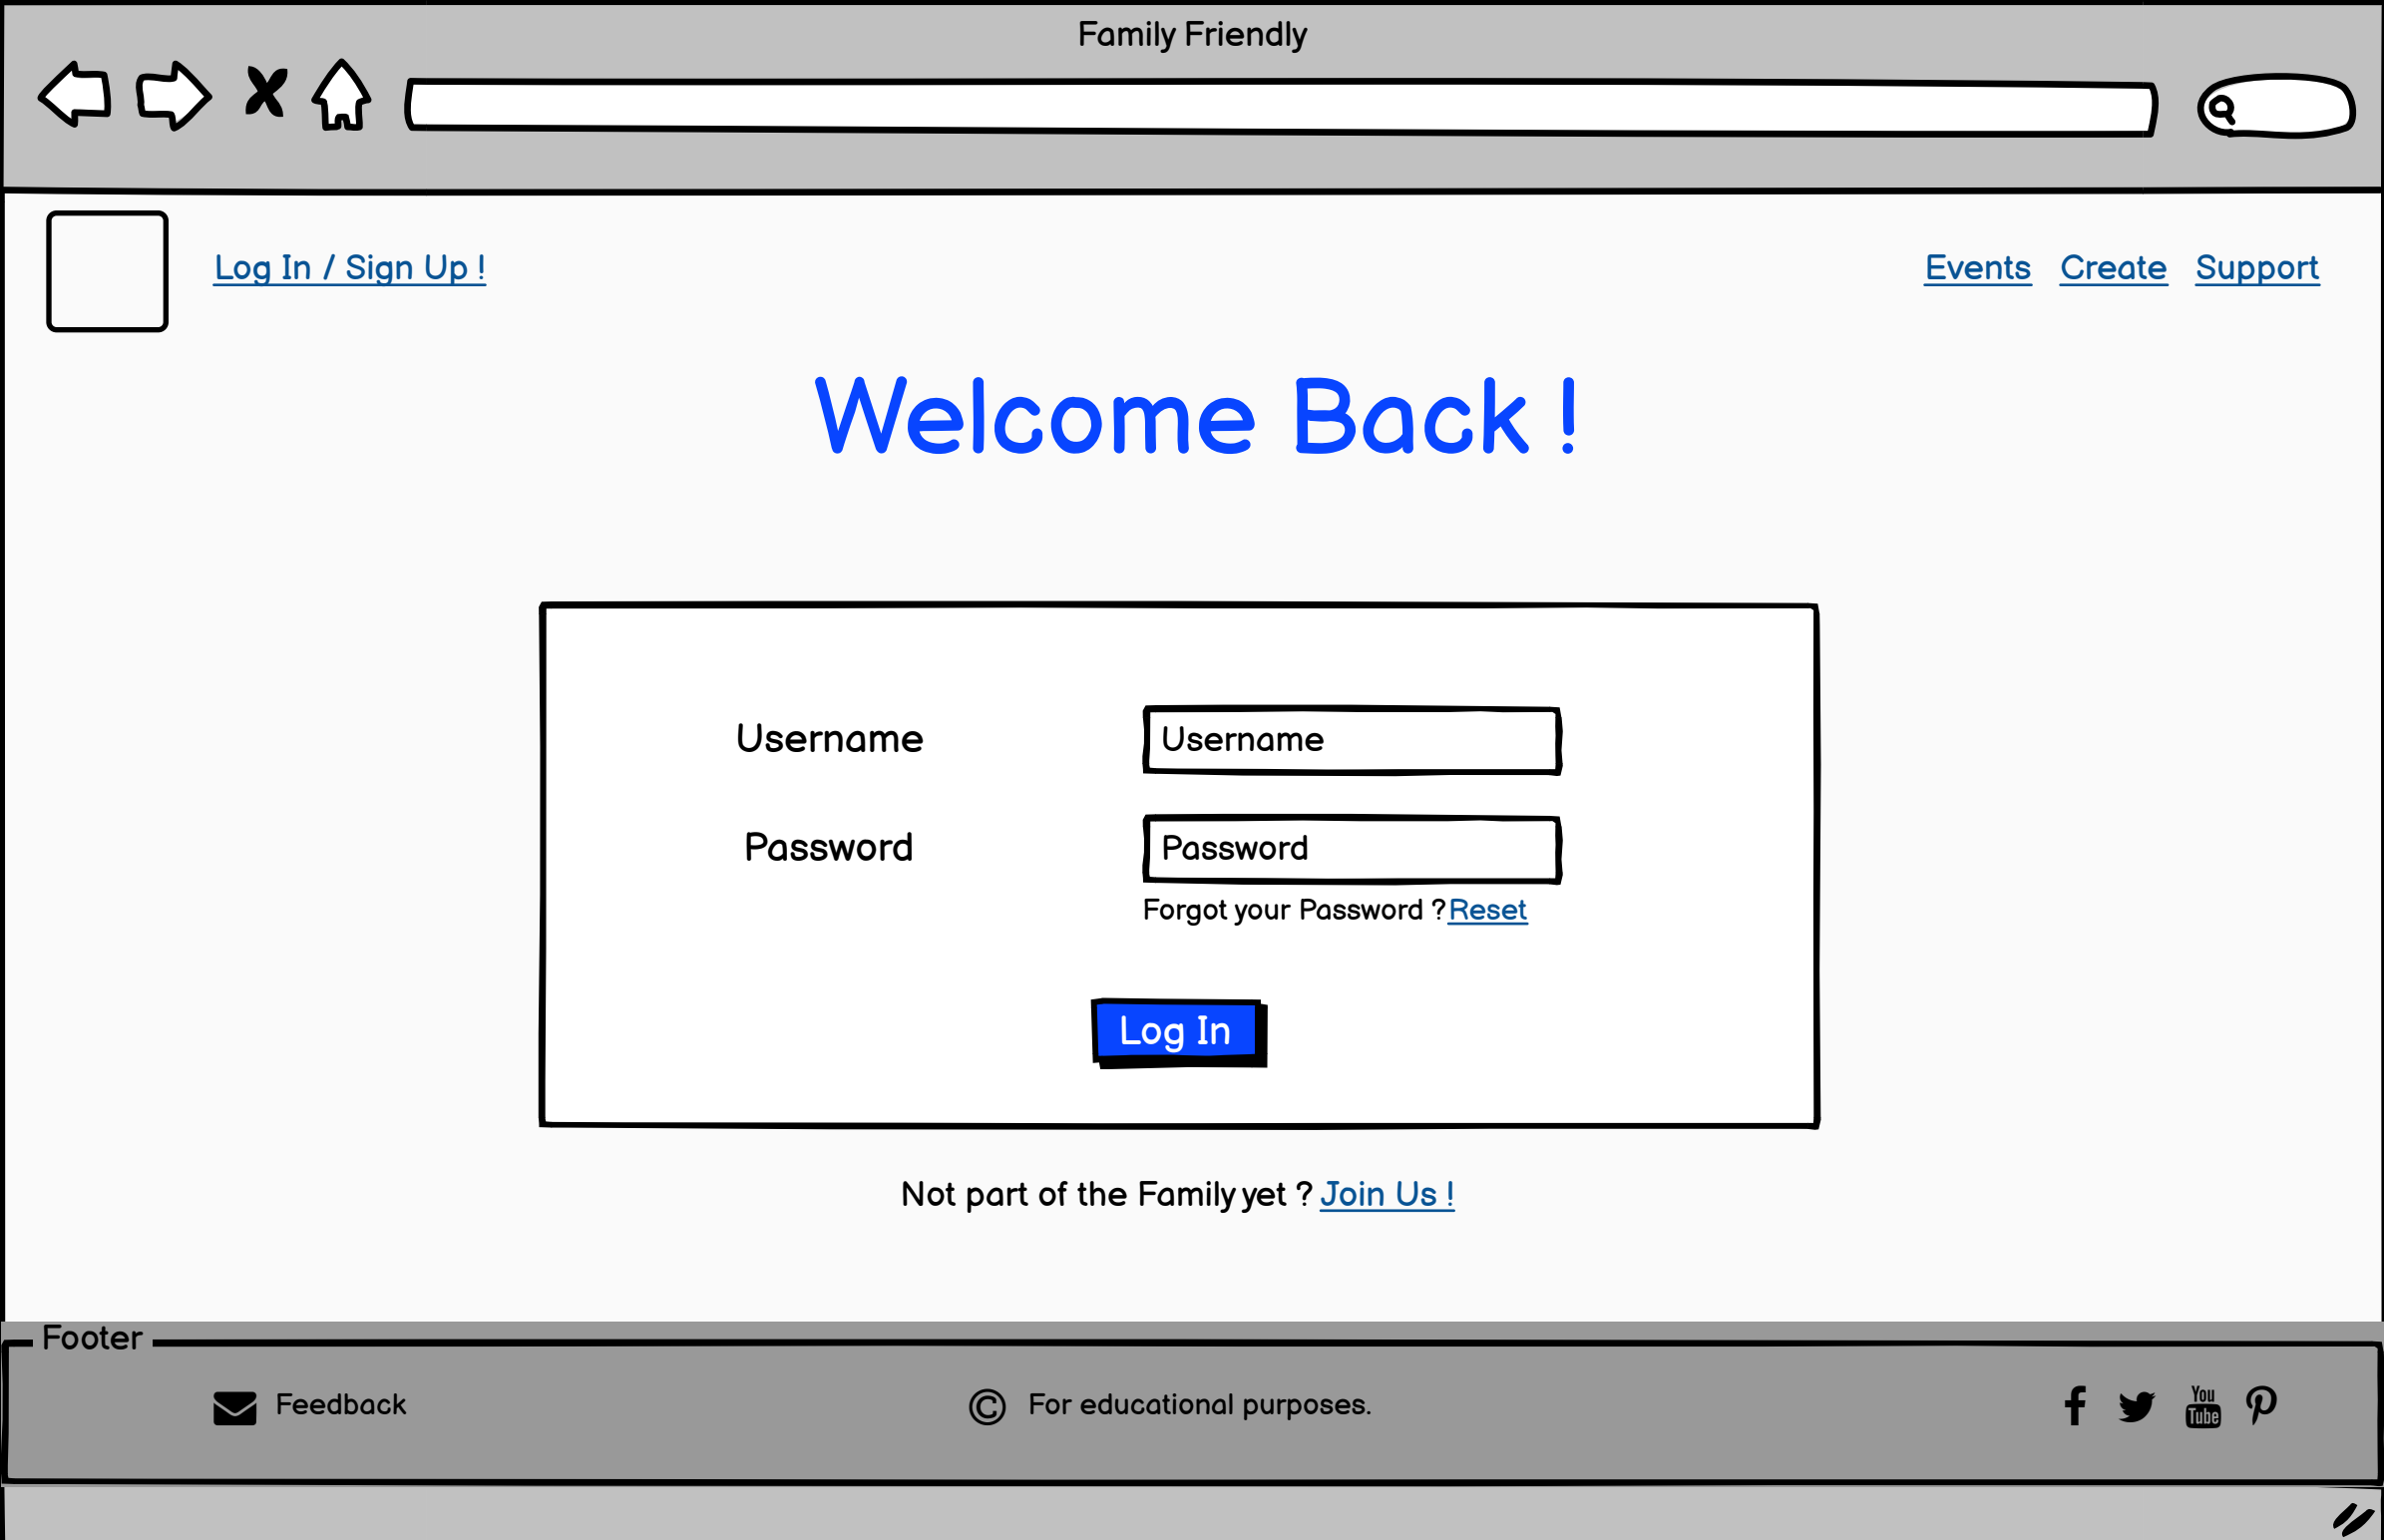 Family Friendly
Log In / Sign Up !
Events Create Support
Welcome Back !
Username
Username
Password
Password
Forgot your Password ? Reset
Log In
Not part of the Family yet ? Join Us !
Footer
Feedback
© For educational purposes.
You
Tube